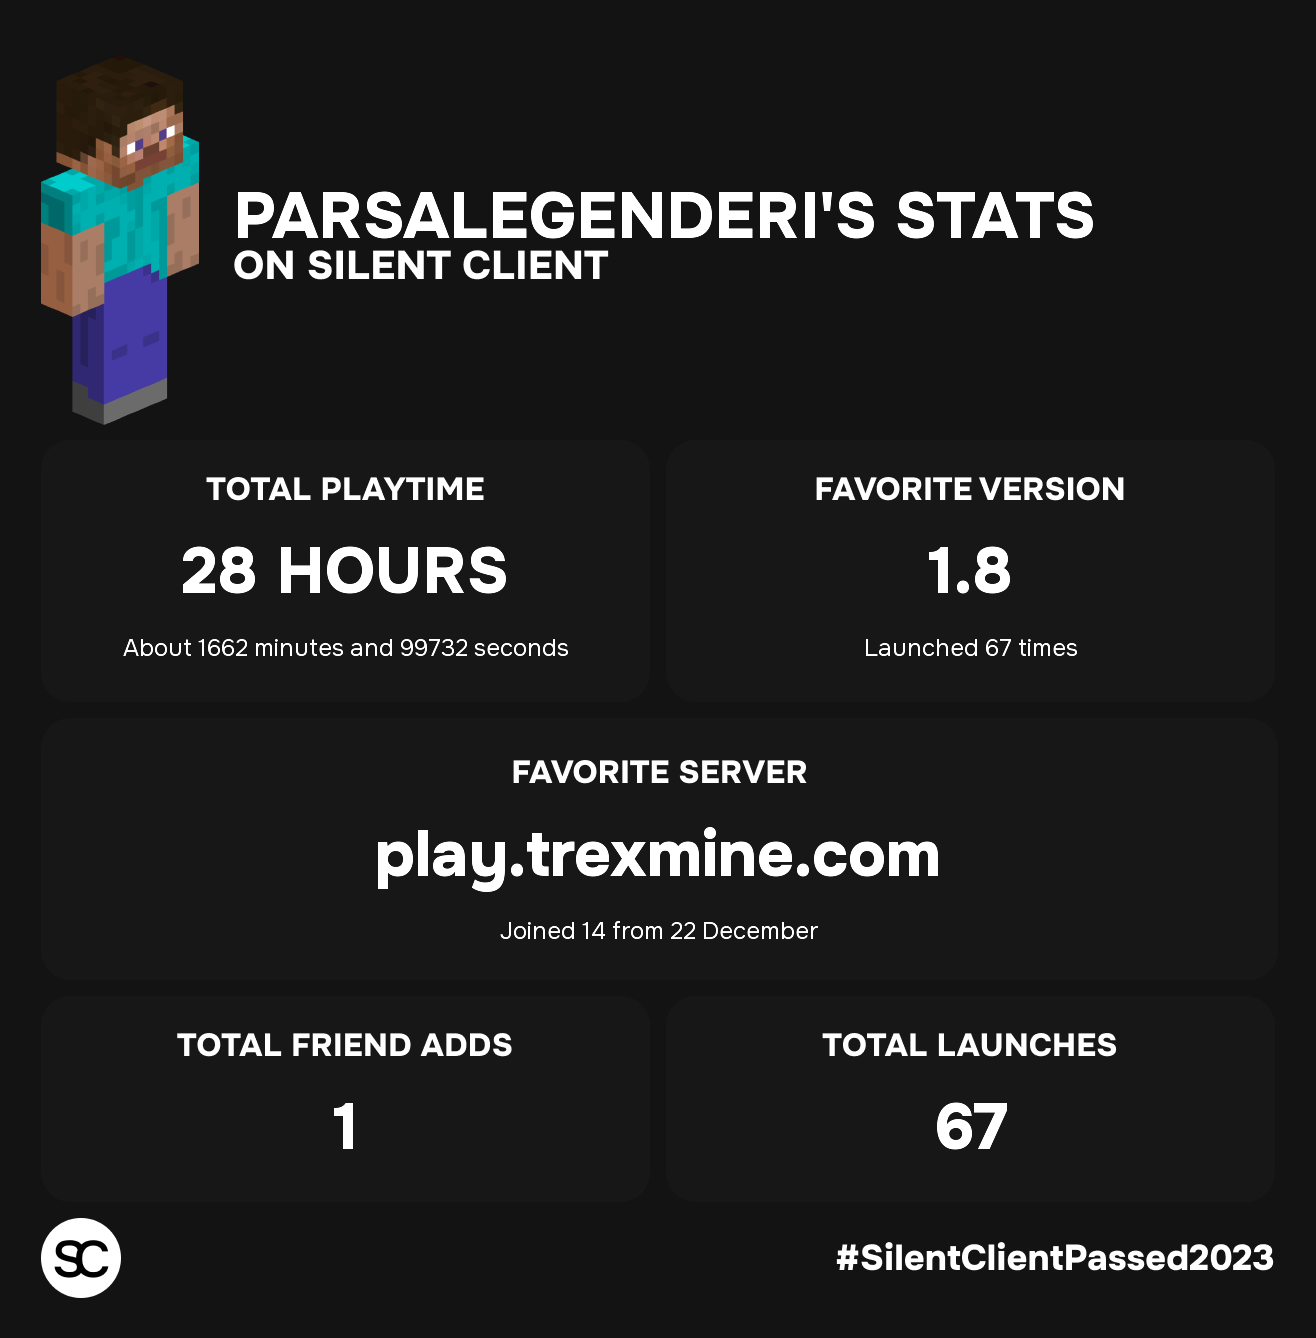 PARSALEGENDERI'S STATS
ON SILENT CLIENT
TOTAL PLAYTIME
28 HOURS
About 1662 minutes and 99732 seconds
FAVORITE VERSION
1.8
Launched 67 times
FAVORITE SERVER
play.trexmine.com
Joined 14 from 22 December
TOTAL FRIEND ADDS
1
TOTAL LAUNCHES
67
SC
#SilentClientPassed2023